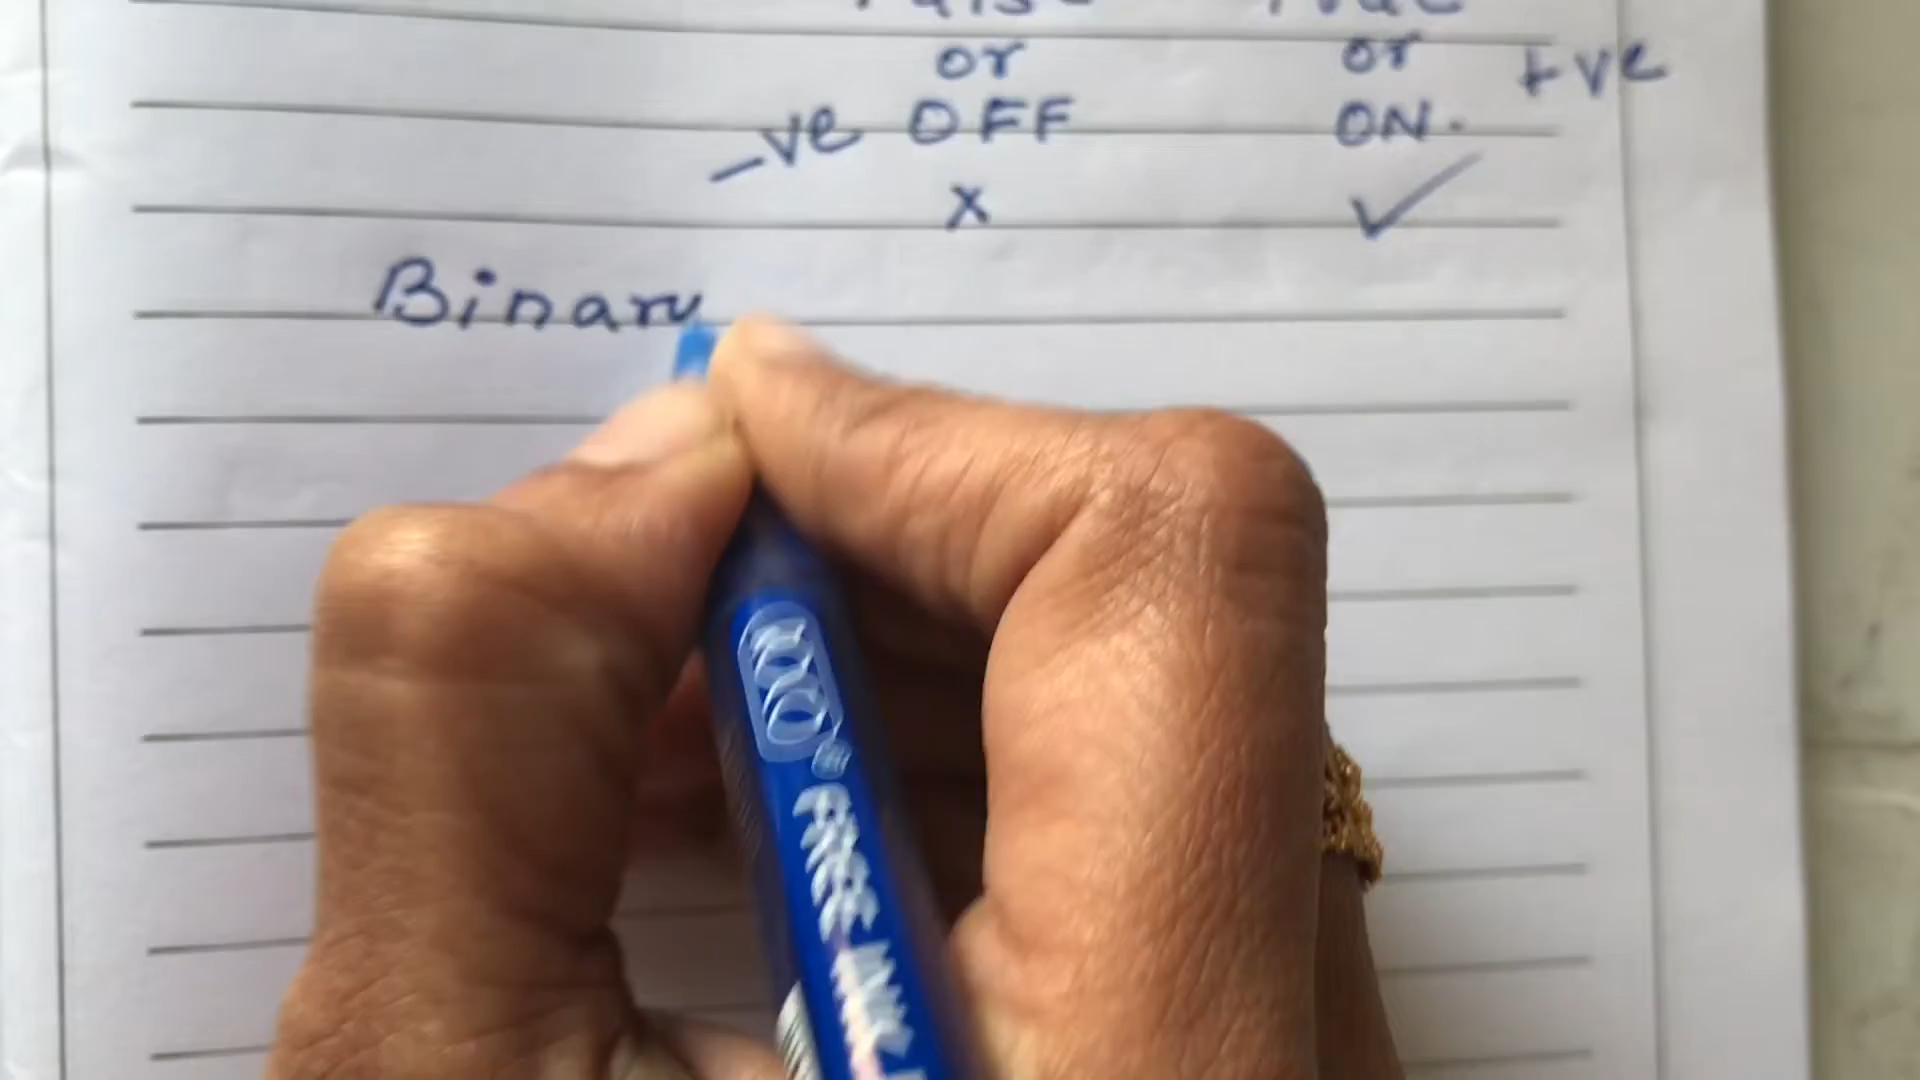 or or +ve
-ve OFF ON.
x ✓
Binary